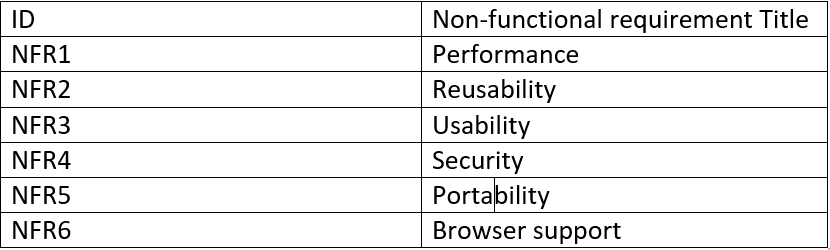 ID Non-functional requirement Title
NFR1 Performance
NFR2 Reusability
NFR3 Usability
NFR4 Security
NFR5 Portability
NFR6 Browser support